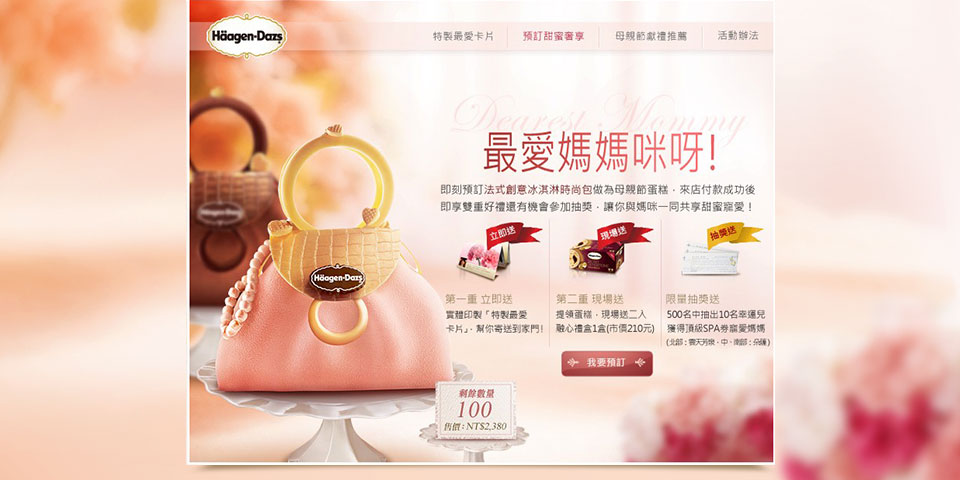 Häagen-Dazs
特製最愛卡片
預訂甜蜜奢享
母親節獻禮推薦
活動辦法
Dearest Mommy
最愛媽媽咪呀!
即刻預訂法式創意冰淇淋時尚包做為母親節蛋糕，來店付款成功後
即享雙重好禮還有機會參加抽獎，讓你與媽咪一同共享甜蜜寵愛！
立即送
現場送
抽獎送
第一重 立即送
實體印製「特製最愛
卡片」，幫你寄送到家門!
第二重 現場送
提領蛋糕，現場送二人
融心禮盒1盒(市價210元)
限量抽獎送
500名中抽出10名幸運兒
獲得頂級SPA券寵愛媽媽
(北部：雲天芳泉、中、南部：朵鐘)
我要預訂
Häagen-Dazs
Häagen-Dazs
剩餘數量
100
售價：NT$2,380